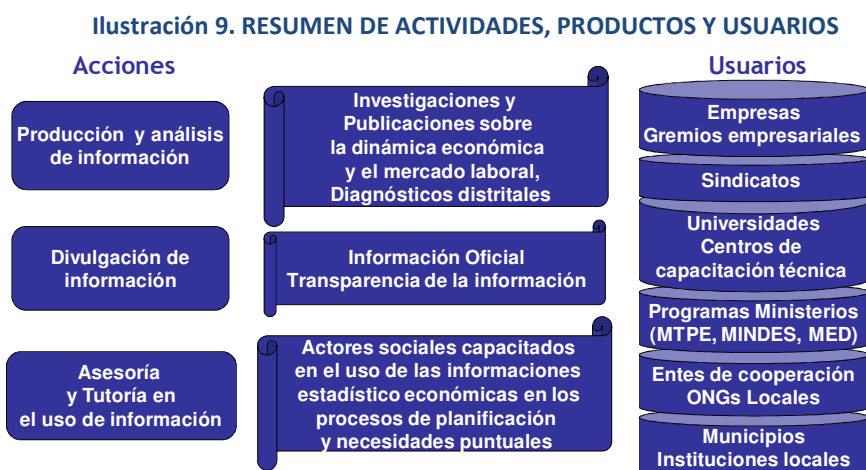 Ilustración 9. RESUMEN DE ACTIVIDADES, PRODUCTOS Y USUARIOS
Acciones
Producción y análisis
de información
Divulgación de
información
Asesoría
y Tutoría en
el uso de información
Investigaciones y
Publicaciones sobre
la dinámica económica
y el mercado laboral,
Diagnósticos distritales
Información Oficial
Transparencia de la información
Actores sociales capacitados
en el uso de las informaciones
estadístico económicas en los
procesos de planificación
y necesidades puntuales
Usuarios
Empresas
Gremios empresariales
Sindicatos
Universidades
Centros de
capacitación técnica
Programas Ministerios
(MTPE, MINDES, MED)
Entes de cooperación
ONGs Locales
Municipios
Instituciones locales